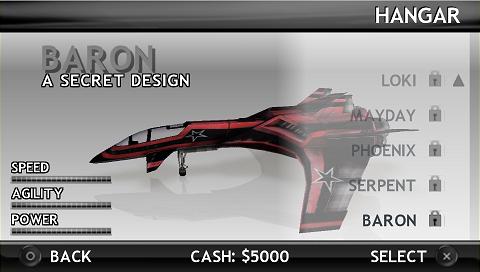 HANGAR
BARON
A SECRET DESIGN
LOKI
MAYDAY
PHOENIX
SERPENT
BARON
SPEED
AGILITY
POWER
BACK
CASH: $5000
SELECT